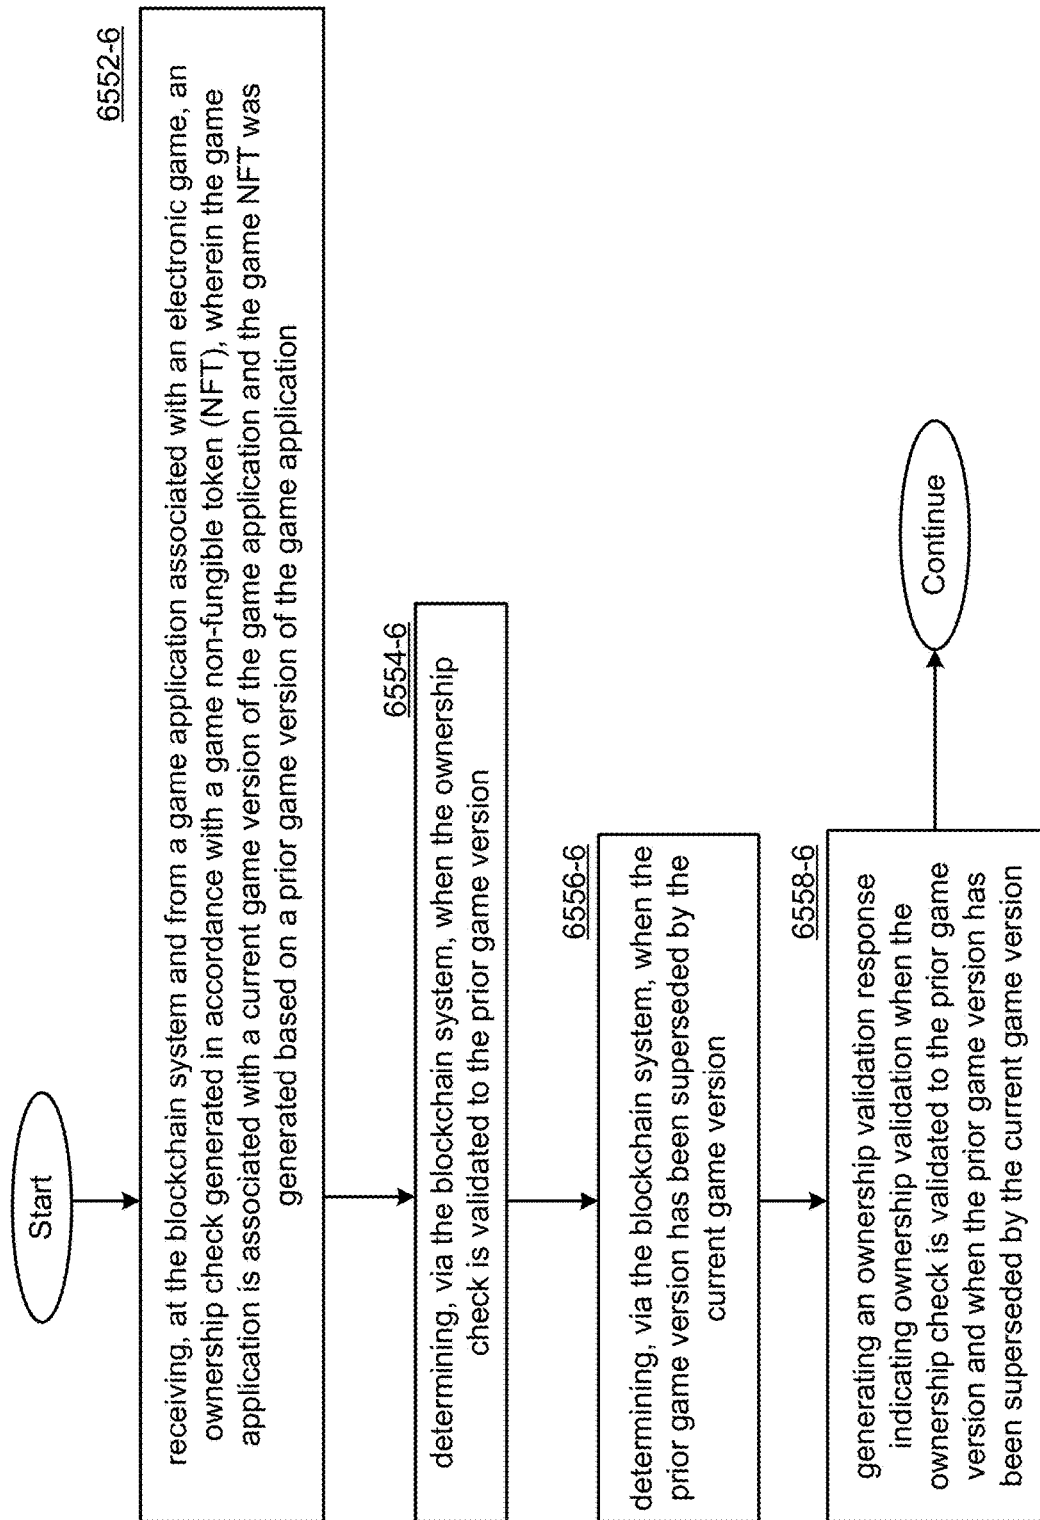 Start
6552-6
receiving, at the blockchain system and from a game application associated with an electronic game, an
ownership check generated in accordance with a game non-fungible token (NFT), wherein the game
application is associated with a current game version of the game application and the game NFT was
generated based on a prior game version of the game application
6554-6
determining, via the blockchain system, when the ownership
check is validated to the prior game version
6556-6
determining, via the blockchain system, when the
prior game version has been superseded by the
current game version
6558-6
generating an ownership validation response
indicating ownership validation when the
ownership check is validated to the prior game
version and when the prior game version has
been superseded by the current game version
Continue